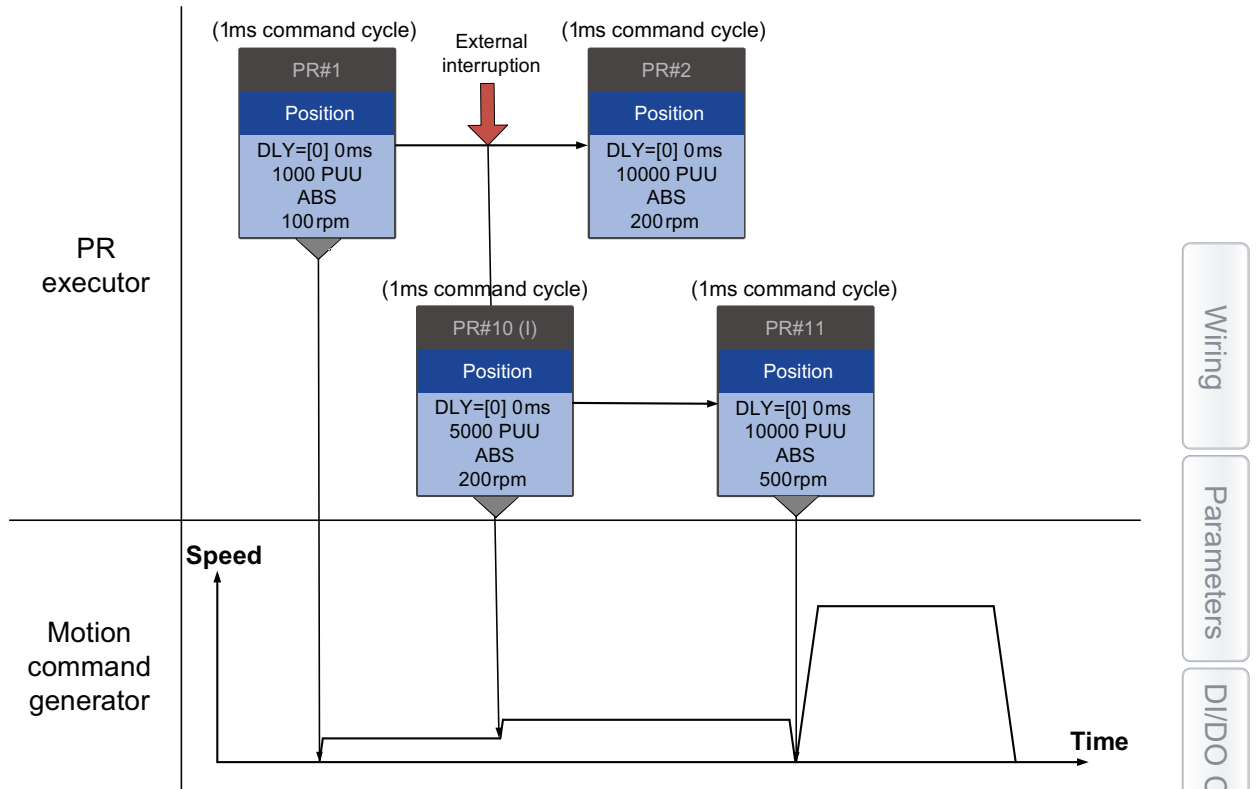 (1ms command cycle)
External
interruption
(1ms command cycle)
PR#1
Position
DLY=[0] 0ms
1000 PUU
ABS
100rpm
PR#2
Position
DLY=[0] 0ms
10000 PUU
ABS
200rpm
PR
executor
(1ms command cycle)
PR#10 (I)
Position
DLY=[0] 0ms
5000 PUU
ABS
200rpm
(1ms command cycle)
PR#11
Position
DLY=[0] 0ms
10000 PUU
ABS
500rpm
Speed
Motion
command
generator
Time
Wiring
Parameters
DI/DO